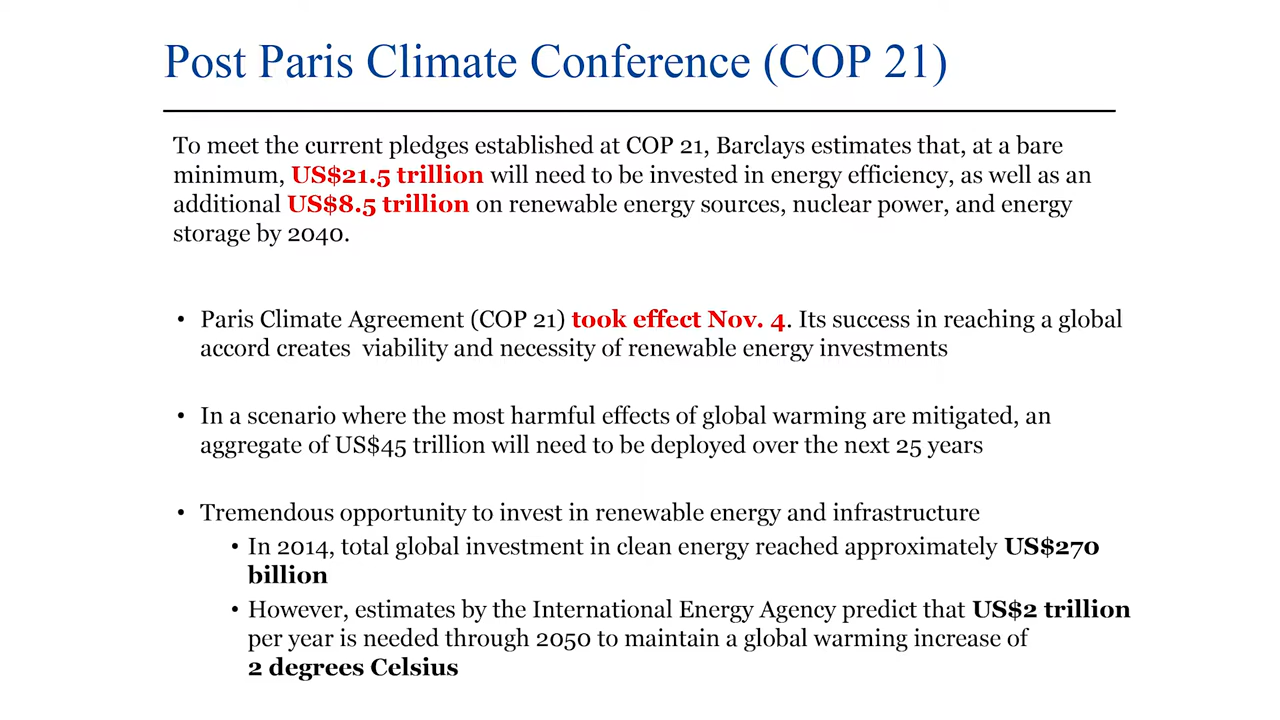 Post Paris Climate Conference (COP 21)
To meet the current pledges established at COP 21, Barclays estimates that, at a bare
minimum, US$21.5 trillion will need to be invested in energy efficiency, as well as an
additional US$8.5 trillion on renewable energy sources, nuclear power, and energy
storage by 2040.
• Paris Climate Agreement (COP 21) took effect Nov. 4. Its success in reaching a global
accord creates viability and necessity of renewable energy investments
• In a scenario where the most harmful effects of global warming are mitigated, an
aggregate of US$45 trillion will need to be deployed over the next 25 years
• Tremendous opportunity to invest in renewable energy and infrastructure
• In 2014, total global investment in clean energy reached approximately US$270
billion
• However, estimates by the International Energy Agency predict that US$2 trillion
per year is needed through 2050 to maintain a global warming increase of
2 degrees Celsius